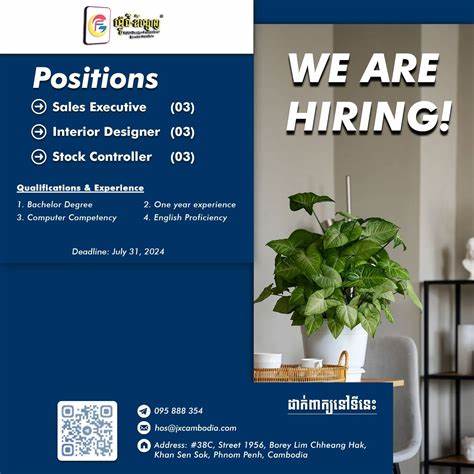 WE ARE
HIRING!
Positions
Sales Executive (03)
Interior Designer (03)
Stock Controller (03)
Qualifications & Experience
1. Bachelor Degree 2. One year experience
3. Computer Competency 4. English Proficiency
Deadline: July 31, 2024
ដាក់ពាក្យនៅទីនេះ
095 888 354
hos@jxcambodia.com
Address: #38C, Street 1956, Borey Lim Chheang Hak,
Khan Sen Sok, Phnom Penh, Cambodia